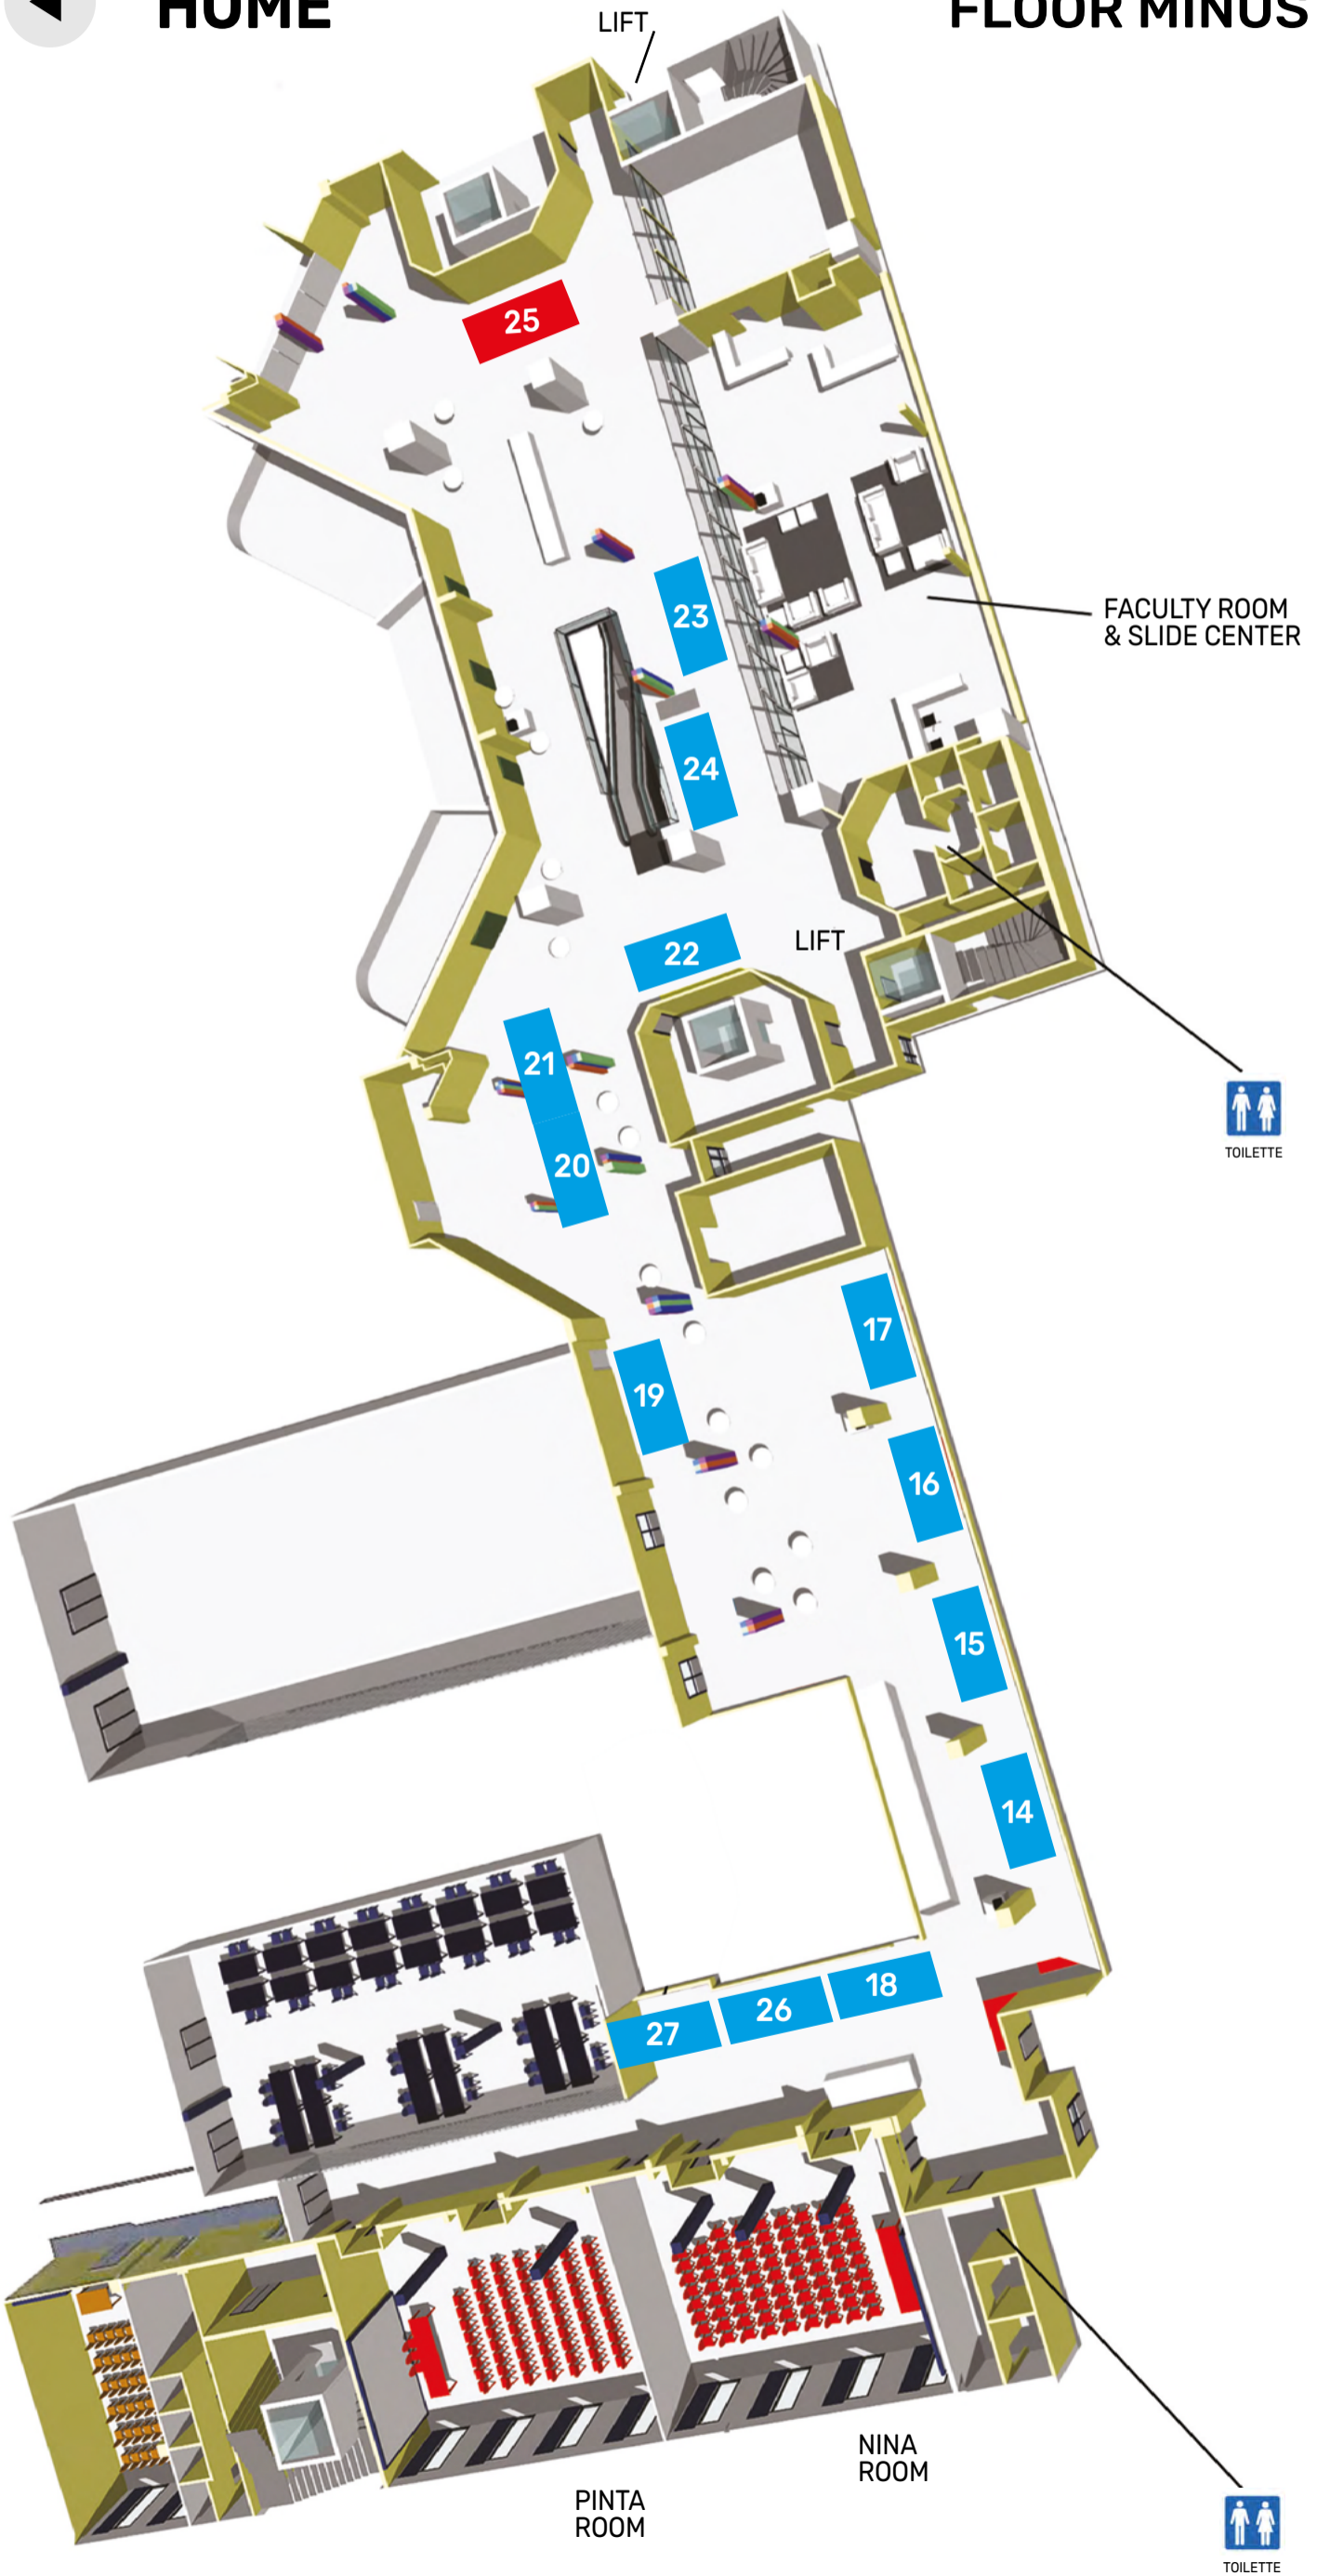 HOME
FLOOR MINUS
LIFT
25
23
FACULTY ROOM
& SLIDE CENTER
24
22
LIFT
21
TOILETTE
20
17
19
16
15
14
18
26
27
NINA
ROOM
PINTA
ROOM
TOILETTE